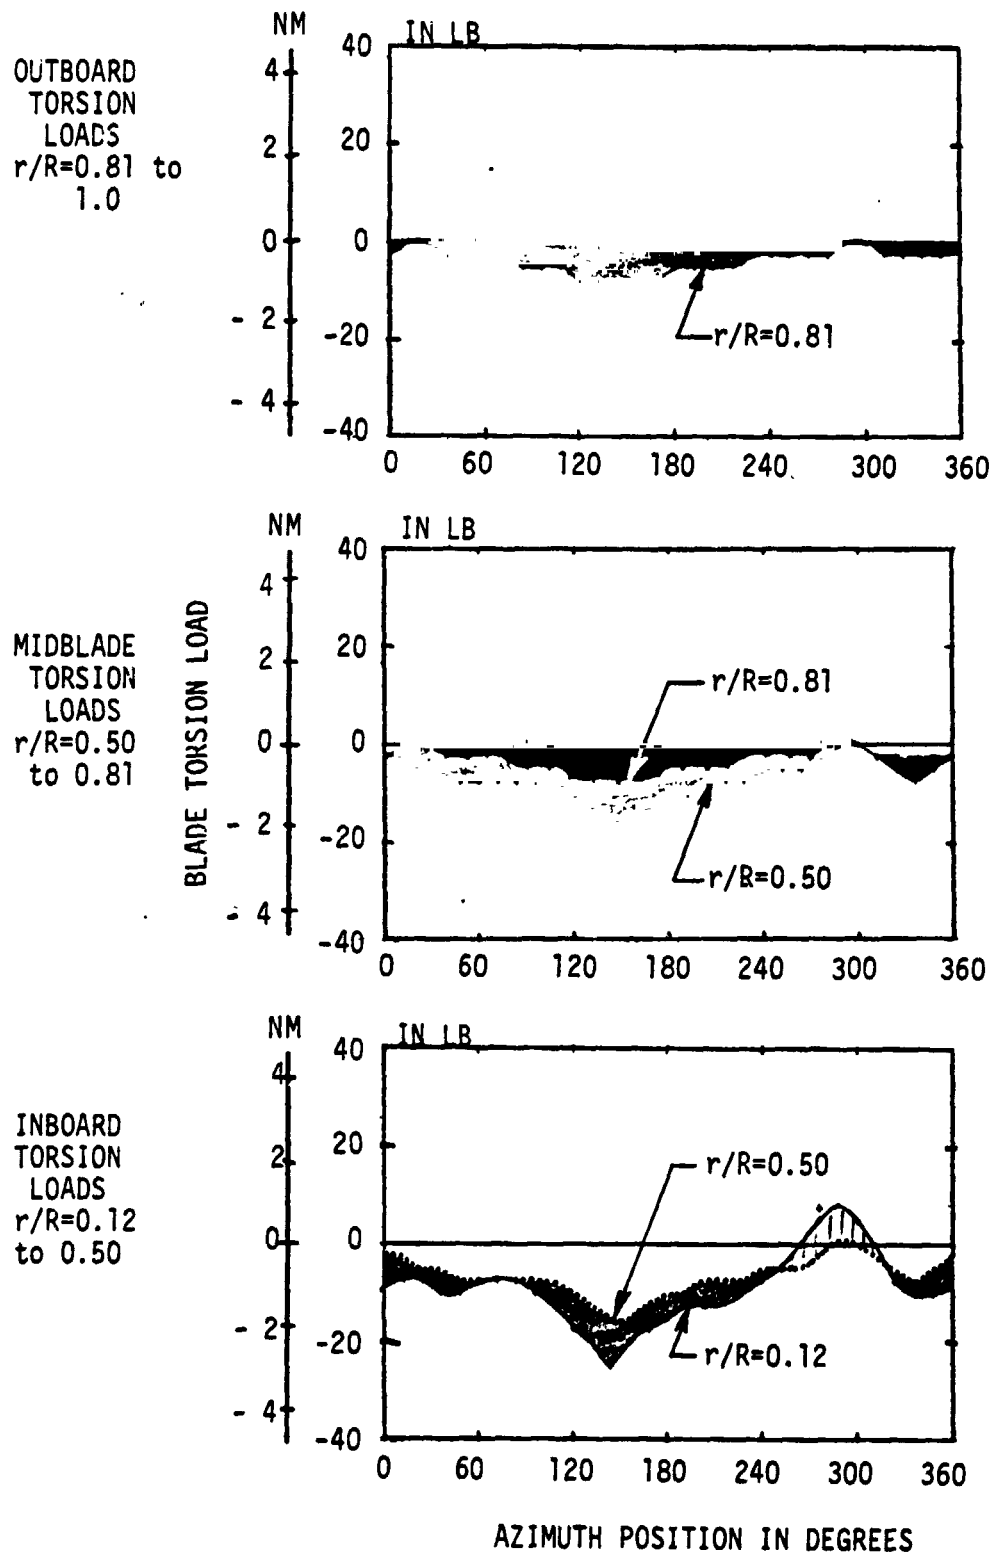 OUTBOARD
TORSION
LOADS
r/R=0.81 to
1.0
NM
4
2
0
- 2
- 4
IN LB
40
20
0
-20
-40
r/R=0.81
0 60 120 180 240 300 360
MIDBLADE
TORSION
LOADS
r/R=0.50
to 0.81
BLADE TORSION LOAD
NM
4
2
0
- 2
- 4
IN LB
40
20
0
-20
-40
r/R=0.81
r/R=0.50
0 60 120 180 240 300 360
INBOARD
TORSION
LOADS
r/R=0.12
to 0.50
NM
4
2
0
- 2
- 4
IN LB
40
20
0
-20
-40
r/R=0.50
r/R=0.12
0 60 120 180 240 300 360
AZIMUTH POSITION IN DEGREES